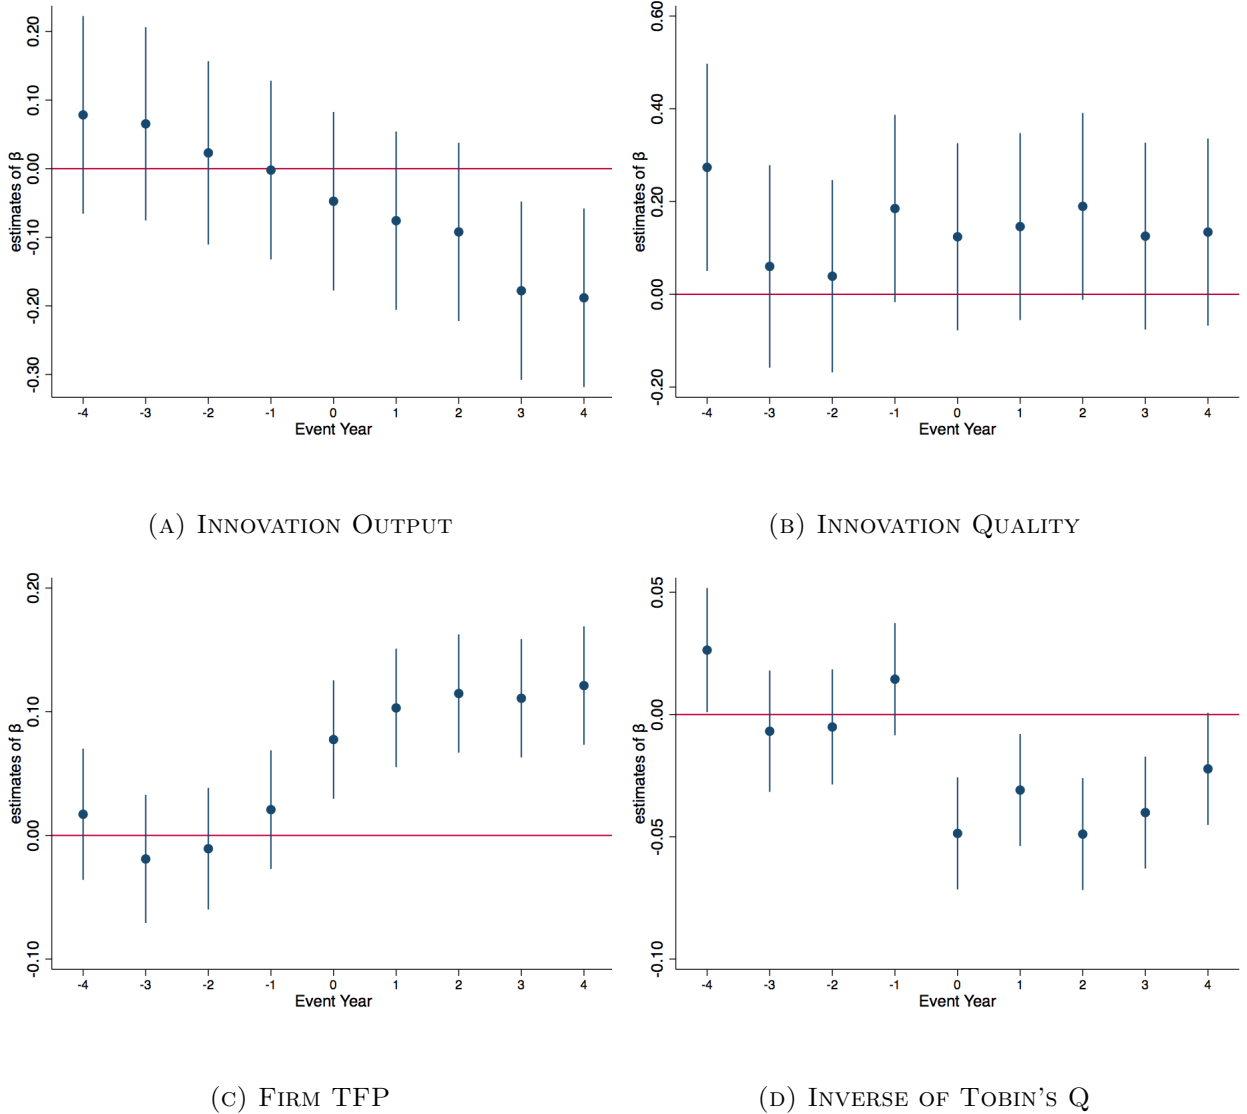 0.20
0.10
0.00
-0.10
-0.20
-0.30
estimates of β
-4 -3 -2 -1 0 1 2 3 4
Event Year
(A) INNOVATION OUTPUT
0.60
0.40
0.20
0.00
-0.20
estimates of β
-4 -3 -2 -1 0 1 2 3 4
Event Year
(B) INNOVATION QUALITY
0.20
0.10
0.00
-0.10
estimates of β
-4 -3 -2 -1 0 1 2 3 4
Event Year
(C) FIRM TFP
0.05
0.00
-0.05
-0.10
estimates of β
-4 -3 -2 -1 0 1 2 3 4
Event Year
(D) INVERSE OF TOBIN'S Q